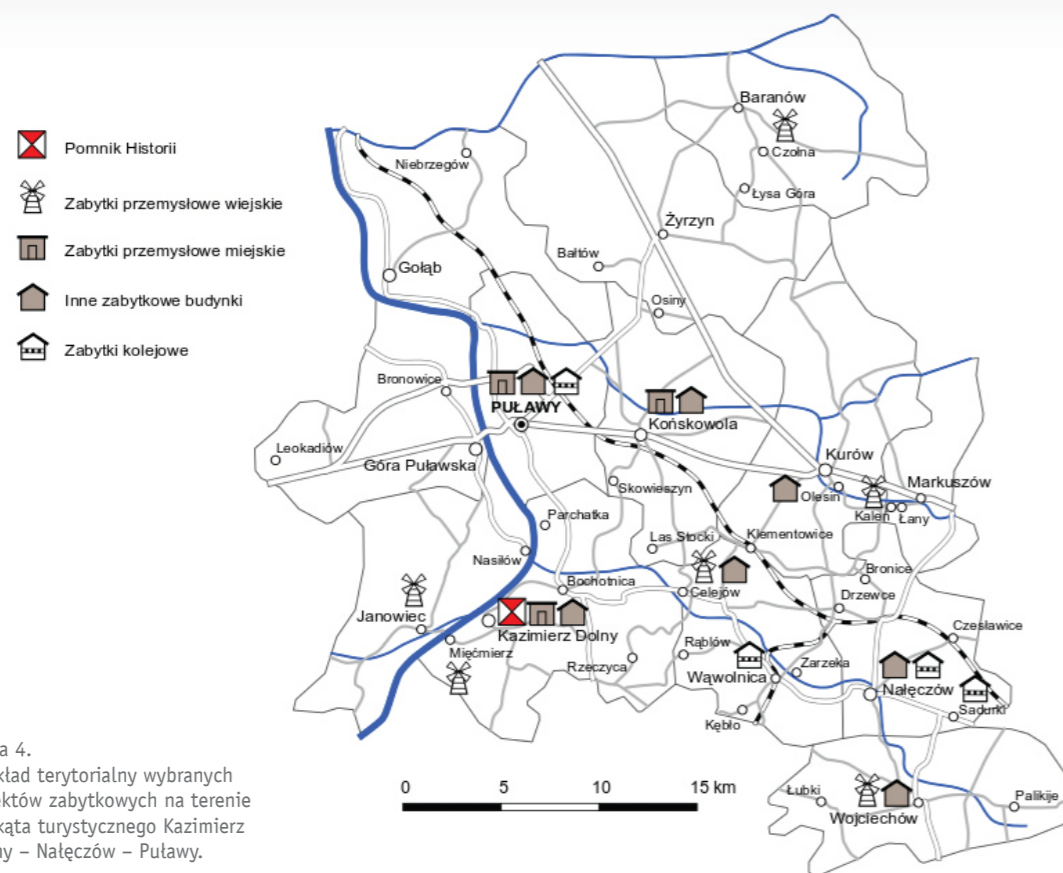 Pomnik Historii
Zabytki przemysłowe wiejskie
Zabytki przemysłowe miejskie
Inne zabytkowe budynki
Zabytki kolejowe
Baranów
Niebrzegów
Czołna
Łysa Góra
Żyrzyn
Bałtów
Gołąb
Osiny
Bronowice
PUŁAWY
Końskowola
Leokadiów
Góra Puławska
Kurów
Skowieszyn
Olesin
Markuszów
Kaleń
Łany
Parchatka
Las Stocki
Klementowice
Nasiłów
Bronice
Bochotnica
Celejów
Drzewce
Janowiec
Kazimierz Dolny
Czesławice
Mięćmierz
Rąblów
Rzeczyca
Wąwolnica
Zarzeka
Nałęczów
Kębło
Sadurki
a 4.
kład terytorialny wybranych
ektów zabytkowych na terenie
kąta turystycznego Kazimierz
ny – Nałęczów – Puławy.
0 5 10 15 km
Łubki
Palikije
Wojciechów